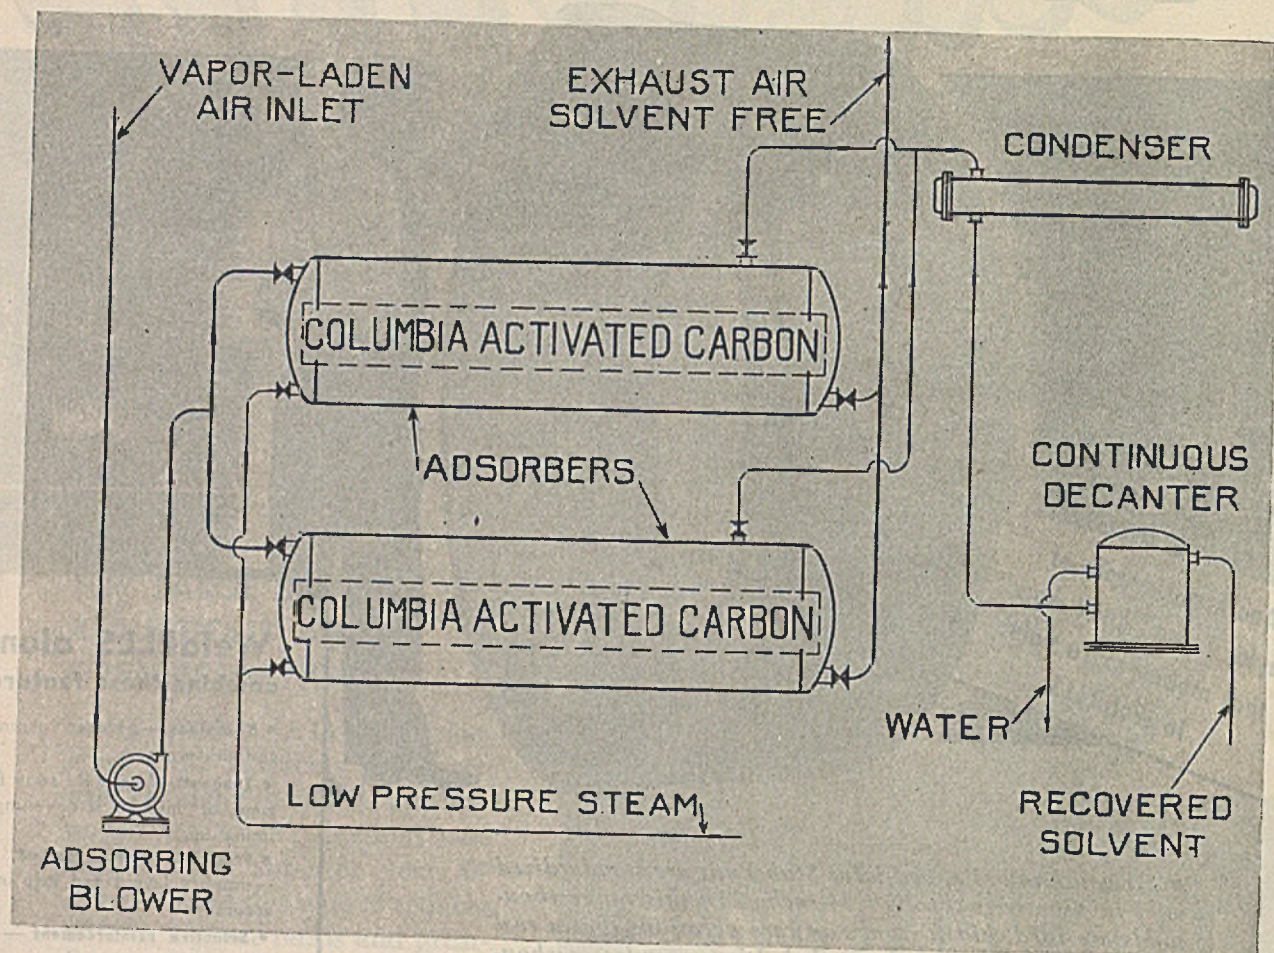 VAPOR-LADEN
AIR INLET
EXHAUST AIR
SOLVENT FREE
CONDENSER
COLUMBIA ACTIVATED CARBON
ADSORBERS
CONTINUOUS
DECANTER
COLUMBIA ACTIVATED CARBON
WATER
LOW PRESSURE STEAM
RECOVERED
SOLVENT
ADSORBING
BLOWER